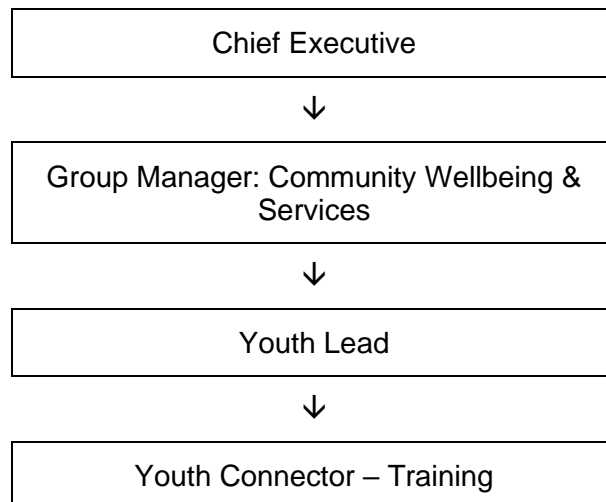 Chief Executive
↓
Group Manager: Community Wellbeing &
Services
↓
Youth Lead
↓
Youth Connector – Training